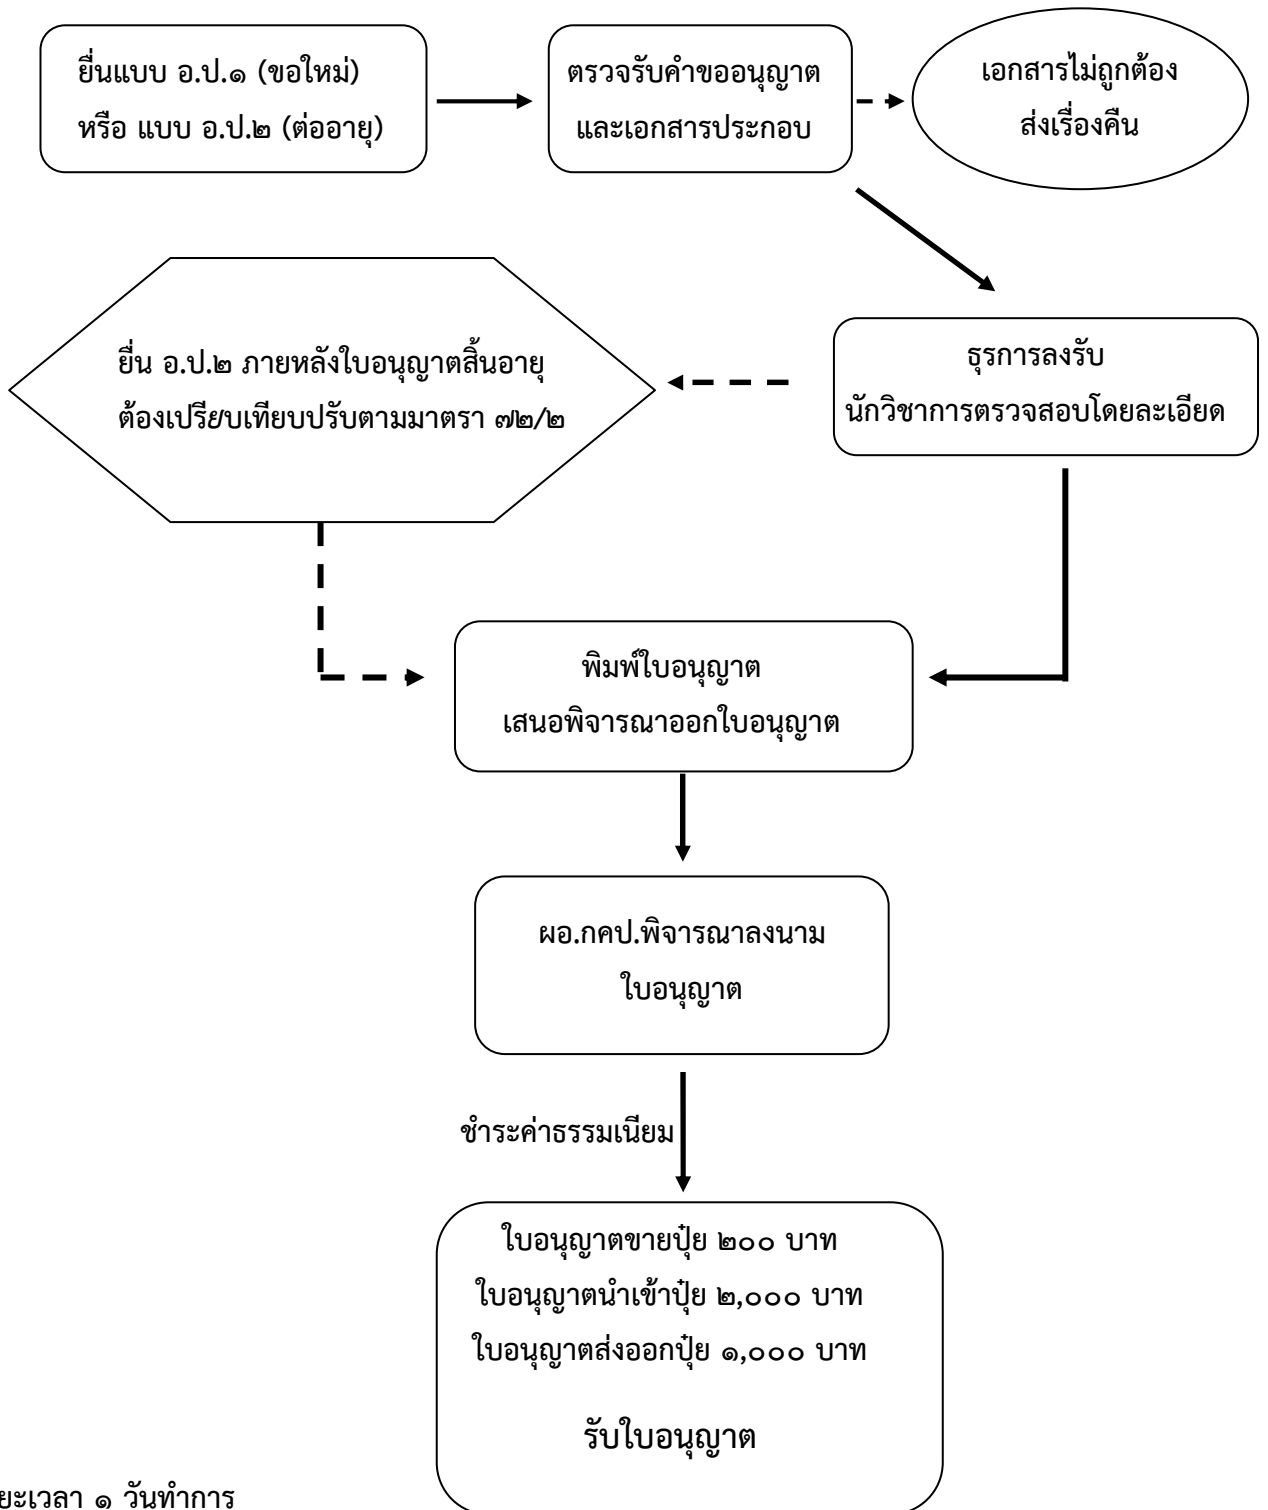 ยื่นแบบ อ.ป.๑ (ขอใหม่)
หรือ แบบ อ.ป.๒ (ต่ออายุ)
ตรวจรับคำขออนุญาต
และเอกสารประกอบ
เอกสารไม่ถูกต้อง
ส่งเรื่องคืน
ธุรการลงรับ
นักวิชาการตรวจสอบโดยละเอียด
ยื่น อ.ป.๒ ภายหลังใบอนุญาตสิ้นอายุ
ต้องเปรียบเทียบปรับตามมาตรา ๗๒/๒
พิมพ์ใบอนุญาต
เสนอพิจารณาออกใบอนุญาต
ผอ.กคป.พิจารณาลงนาม
ใบอนุญาต
ชำระค่าธรรมเนียม
ใบอนุญาตขายปุ๋ย ๒๐๐ บาท
ใบอนุญาตนำเข้าปุ๋ย ๒,๐๐๐ บาท
ใบอนุญาตส่งออกปุ๋ย ๑,๐๐๐ บาท
รับใบอนุญาต
ยะเวลา ๑ วันทำการ